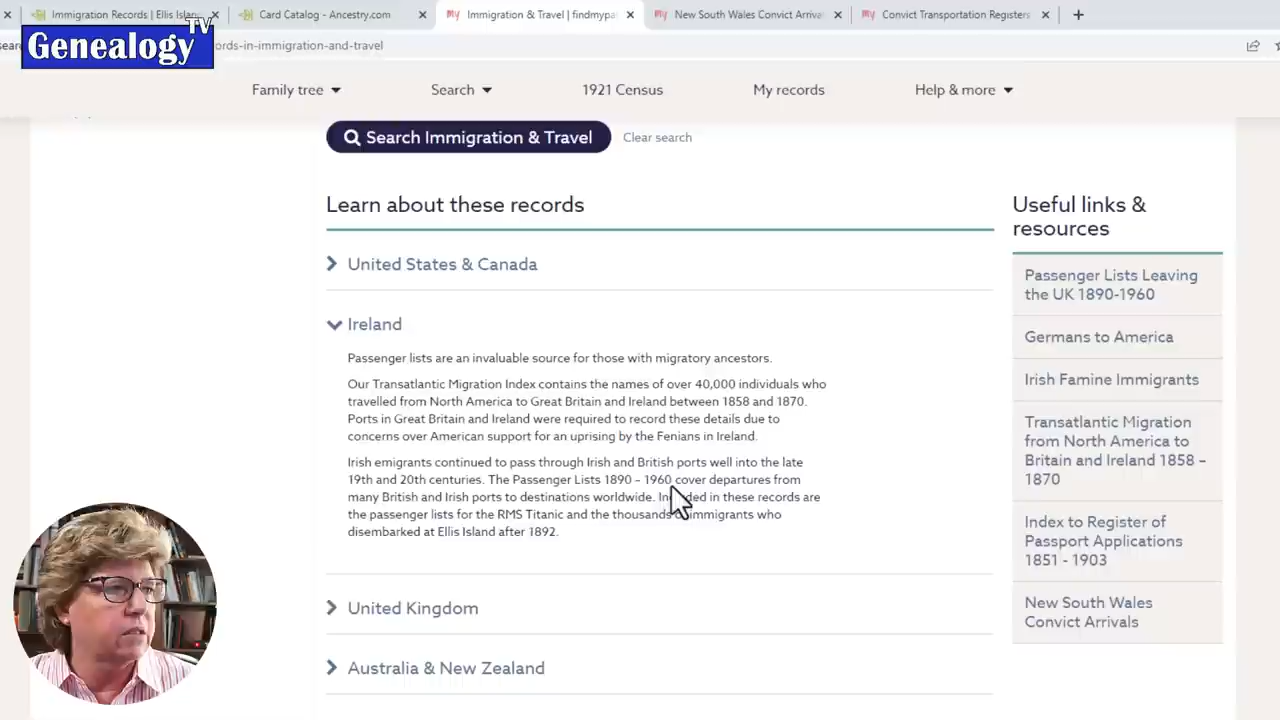 Immigration Records | Ellis Islan
Card Catalog - Ancestry.com
Immigration & Travel | findmypa
New South Wales Convict Arriva
Convict Transportation Registers
Genealogy TV
ords-in-immigration-and-travel
Family tree
Search
1921 Census
My records
Help & more
Search Immigration & Travel
Clear search
Learn about these records
United States & Canada
Ireland
Passenger lists are an invaluable source for those with migratory ancestors.
Our Transatlantic Migration Index contains the names of over 40,000 individuals who
travelled from North America to Great Britain and Ireland between 1858 and 1870.
Ports in Great Britain and Ireland were required to record these details due to
concerns over American support for an uprising by the Fenians in Ireland.
Irish emigrants continued to pass through Irish and British ports well into the late
19th and 20th centuries. The Passenger Lists 1890 – 1960 cover departures from
many British and Irish ports to destinations worldwide. Included in these records are
the passenger lists for the RMS Titanic and the thousands of immigrants who
disembarked at Ellis Island after 1892.
United Kingdom
Australia & New Zealand
Useful links &
resources
Passenger Lists Leaving
the UK 1890-1960
Germans to America
Irish Famine Immigrants
Transatlantic Migration
from North America to
Britain and Ireland 1858 –
1870
Index to Register of
Passport Applications
1851 - 1903
New South Wales
Convict Arrivals